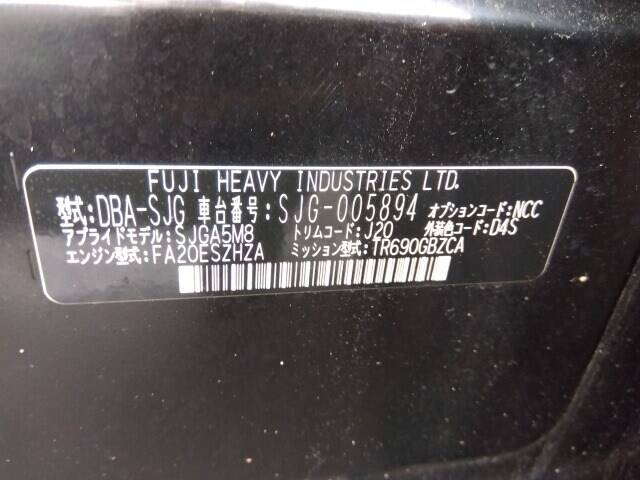 FUJI HEAVY INDUSTRIES LTD.
型式:DBA-SJG 車台番号:SJG-005894 オプションコード:NCC
アプライドモデル:SJGA5M8 トリムコード:J20 外装色コード:D4S
エンジン型式:FA20ESZHZA ミッション型式:TR690GBZCA